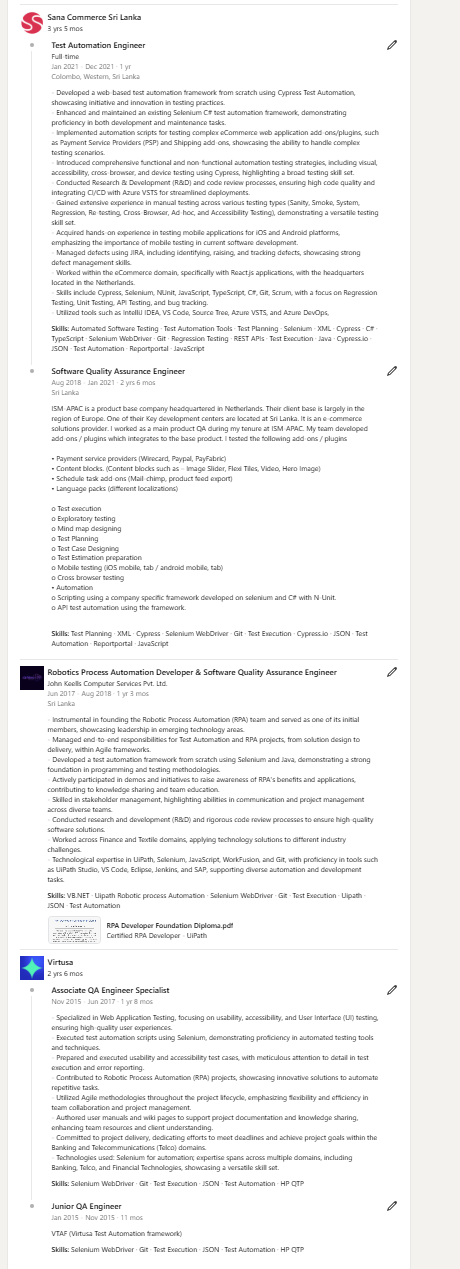 Sana Commerce Sri Lanka
3 yrs 5 mos
Test Automation Engineer
Full-time
Jan 2021 - Dec 2021 · 1 yr
Colombo, Western, Sri Lanka
· Developed a web-based test automation framework from scratch using Cypress Test Automation,
showcasing initiative and innovation in testing practices.
· Enhanced and maintained an existing Selenium C# test automation framework, demonstrating
proficiency in both development and maintenance tasks.
· Implemented automation scripts for testing complex eCommerce web application add-ons/plugins, such
as Payment Service Providers (PSP) and Shipping add-ons, showcasing the ability to handle complex
testing scenarios.
· Introduced comprehensive functional and non-functional automation testing strategies, including visual,
accessibility, cross-browser, and device testing using Cypress, highlighting a broad testing skill set.
· Conducted Research & Development (R&D) and code review processes, ensuring high code quality and
integrating CI/CD with Azure VSTS for streamlined deployments.
· Gained extensive experience in manual testing across various testing types (Sanity, Smoke, System,
Regression, Re-testing, Cross-Browser, Ad-hoc, and Accessibility Testing), demonstrating a versatile testing
skill set.
· Acquired hands-on experience in testing mobile applications for iOS and Android platforms,
emphasizing the importance of mobile testing in current software development.
· Managed defects using JIRA, including identifying, raising, and tracking defects, showcasing strong
defect management skills.
· Worked within the eCommerce domain, specifically with React.js applications, with the headquarters
located in the Netherlands.
· Skills include Cypress, Selenium, NUnit, JavaScript, TypeScript, C#, Git, Scrum, with a focus on Regression
Testing, Unit Testing, API Testing, and bug tracking.
· Utilized tools such as IntelliJ IDEA, VS Code, Source Tree, Azure VSTS, and Azure DevOps,
Skills: Automated Software Testing · Test Automation Tools · Test Planning · Selenium · XML · Cypress · C# ·
TypeScript · Selenium WebDriver · Git · Regression Testing · REST APIs · Test Execution · Java · Cypress.io ·
JSON · Test Automation · Reportportal · JavaScript
Software Quality Assurance Engineer
Aug 2018 - Jan 2021 · 2 yrs 6 mos
Sri Lanka
ISM-APAC is a product base company headquartered in Netherlands. Their client base is largely in the
region of Europe. One of their Key development centers are located at Sri Lanka. It is an e-commerce
solutions provider. I worked as a main product QA during my tenure at ISM-APAC. My team developed
add-ons / plugins which integrates to the base product. I tested the following add-ons / plugins
• Payment service providers (Wirecard, Paypal, PayFabric)
• Content blocks. (Content blocks such as - Image Slider, Flexi Tiles, Video, Hero Image)
• Schedule task add-ons (Mail-chimp, product feed export)
• Language packs (different localizations)
o Test execution
o Exploratory testing
o Mind map designing
o Test Planning
o Test Case Designing
o Test Estimation preparation
o Mobile testing (iOS mobile, tab / android mobile, tab)
o Cross browser testing
• Automation
o Scripting using a company specific framework developed on selenium and C# with N-Unit.
o API test automation using the framework.
Skills: Test Planning · XML · Cypress · Selenium WebDriver · Git · Test Execution · Cypress.io · JSON · Test
Automation · Reportportal · JavaScript
Robotics Process Automation Developer & Software Quality Assurance Engineer
John Keells Computer Services Pvt. Ltd.
Jun 2017 - Aug 2018 · 1 yr 3 mos
Sri Lanka
· Instrumental in founding the Robotic Process Automation (RPA) team and served as one of its initial
members, showcasing leadership in emerging technology areas.
· Managed end-to-end responsibilities for Test Automation and RPA projects, from solution design to
delivery, within Agile frameworks.
· Developed a test automation framework from scratch using Selenium and Java, demonstrating a strong
foundation in programming and testing methodologies.
· Actively participated in demos and initiatives to raise awareness of RPA's benefits and applications,
contributing to knowledge sharing and team education.
· Skilled in stakeholder management, highlighting abilities in communication and project management
across diverse teams.
· Conducted research and development (R&D) and rigorous code review processes to ensure high-quality
software solutions.
· Worked across Finance and Textile domains, applying technology solutions to different industry
challenges.
· Technological expertise in UiPath, Selenium, JavaScript, WorkFusion, and Git, with proficiency in tools such
as UiPath Studio, VS Code, Eclipse, Jenkins, and SAP, supporting diverse automation and development
tasks.
Skills: VB.NET · Uipath Robotic process Automation · Selenium WebDriver · Git · Test Execution · Uipath ·
JSON · Test Automation
RPA Developer Foundation Diploma.pdf
Certified RPA Developer - UiPath
Virtusa
2 yrs 6 mos
Associate QA Engineer Specialist
Nov 2015 - Jun 2017 · 1 yr 8 mos
· Specialized in Web Application Testing, focusing on usability, accessibility, and User Interface (UI) testing,
ensuring high-quality user experiences.
· Executed test automation scripts using Selenium, demonstrating proficiency in automated testing tools
and techniques.
· Prepared and executed usability and accessibility test cases, with meticulous attention to detail in test
execution and error reporting.
· Contributed to Robotic Process Automation (RPA) projects, showcasing innovative solutions to automate
repetitive tasks.
· Utilized Agile methodologies throughout the project lifecycle, emphasizing flexibility and efficiency in
team collaboration and project management.
· Authored user manuals and wiki pages to support project documentation and knowledge sharing,
enhancing team resources and client understanding.
· Committed to project delivery, dedicating efforts to meet deadlines and achieve project goals within the
Banking and Telecommunications (Telco) domains.
· Technologies used: Selenium for automation; expertise spans across multiple domains, including
Banking, Telco, and Financial Technologies, showcasing a versatile skill set.
Skills: Selenium WebDriver · Git · Test Execution · JSON · Test Automation · HP QTP
Junior QA Engineer
Jan 2015 - Nov 2015 · 11 mos
VTAF (Virtusa Test Automation framework)
Skills: Selenium WebDriver · Git · Test Execution · JSON · Test Automation · HP QTP